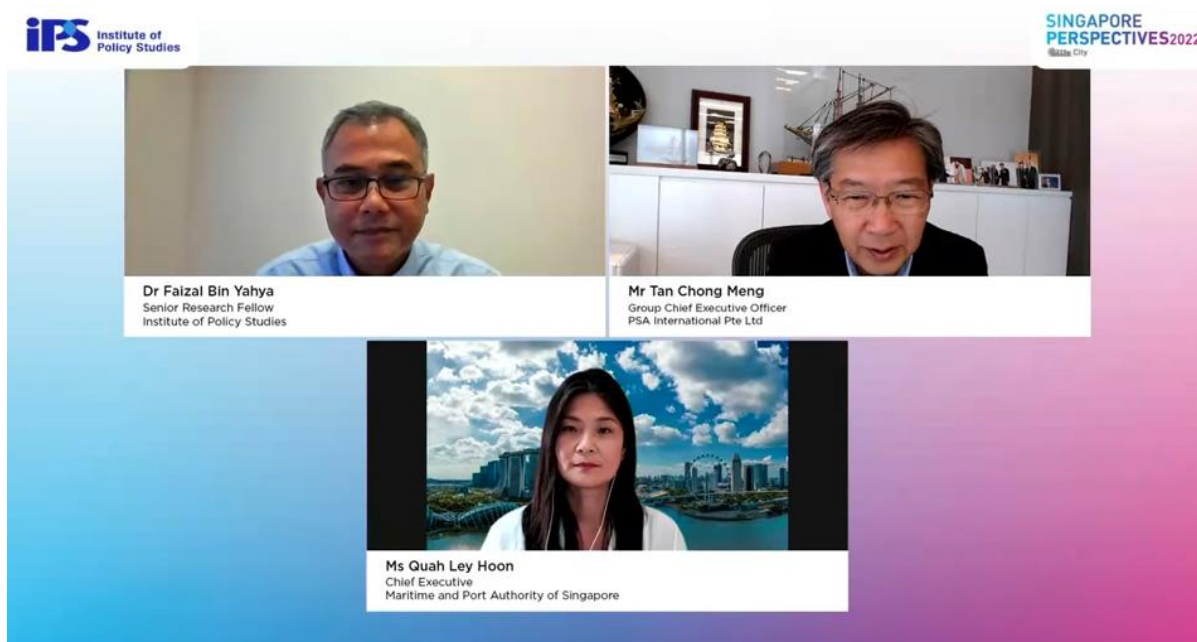 iPS Institute of
Policy Studies
SINGAPORE
PERSPECTIVES2022
City
Dr Faizal Bin Yahya
Senior Research Fellow
Institute of Policy Studies
Mr Tan Chong Meng
Group Chief Executive Officer
PSA International Pte Ltd
Ms Quah Ley Hoon
Chief Executive
Maritime and Port Authority of Singapore